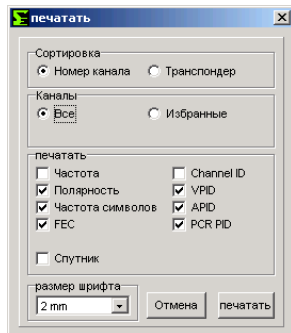 печатать
Сортировка
Номер канала Транспондер
Каналы
Все Избранные
печатать
Частота Channel ID
Полярность VPID
Частота символов APID
FEC PCR PID
Спутник
размер шрифта
2 mm Отмена печатать